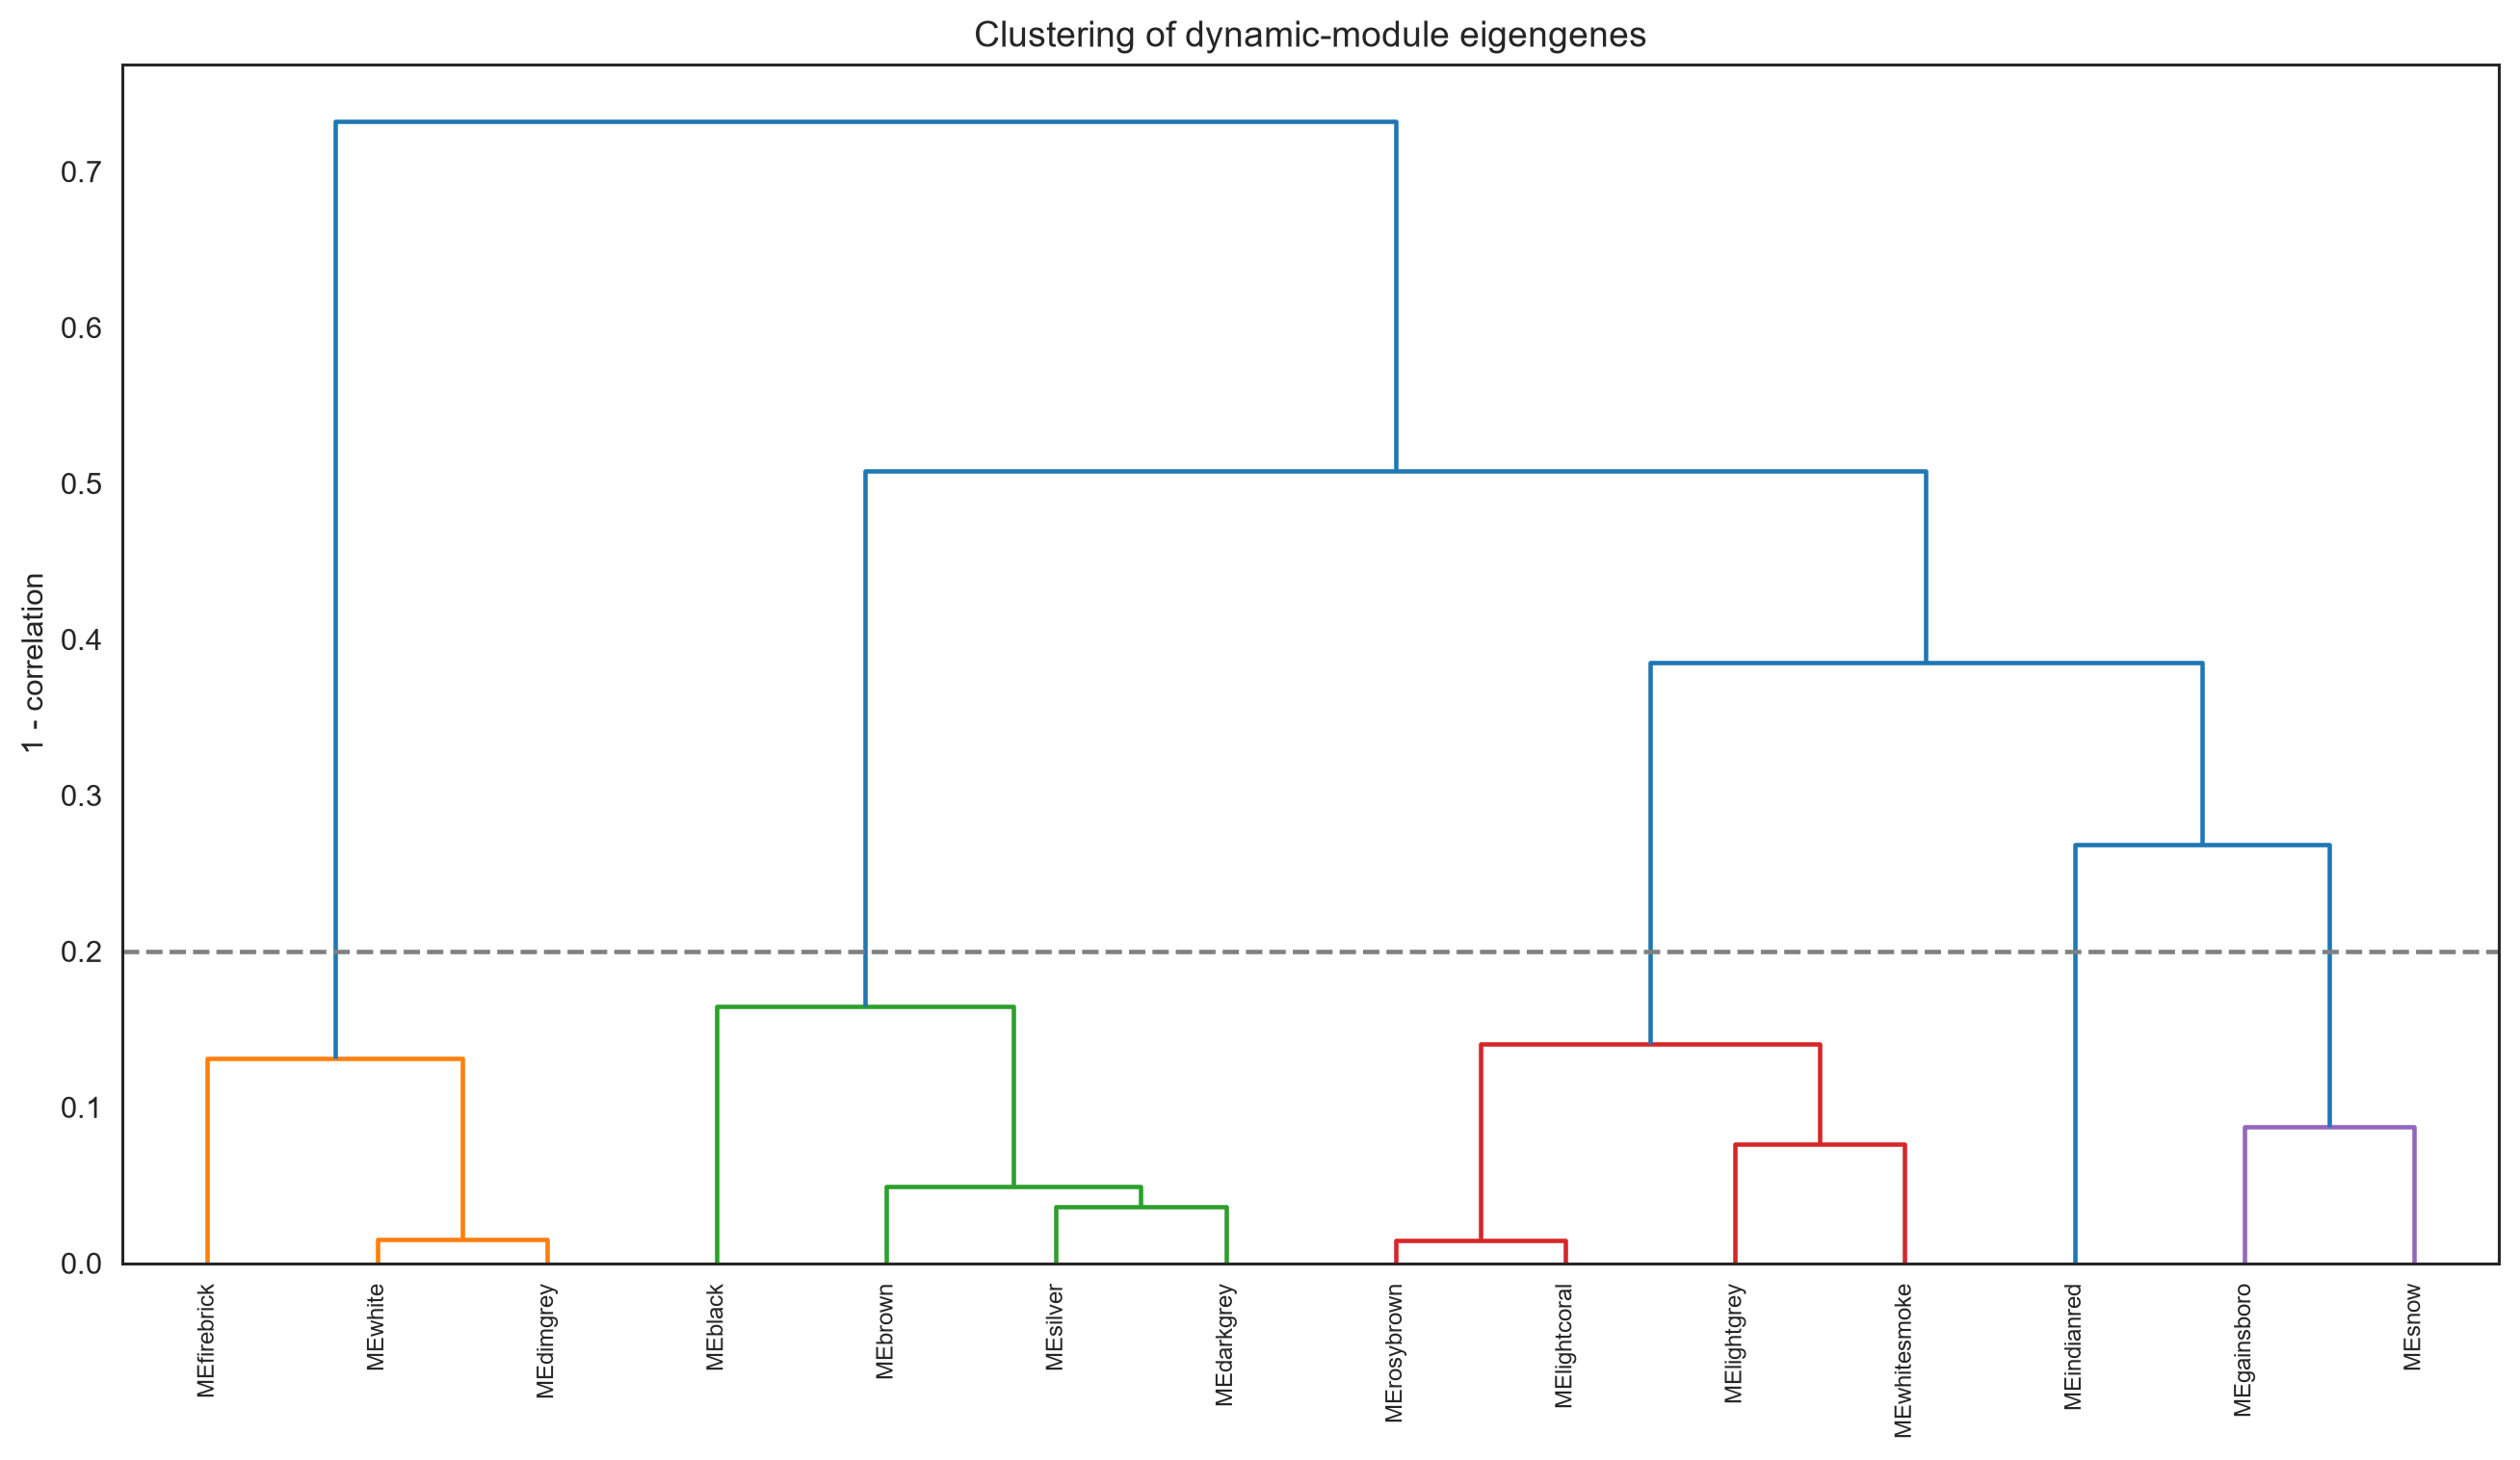 Clustering of dynamic-module eigengenes
1 - correlation
0.7
0.6
0.5
0.4
0.3
0.2
0.1
0.0
MEfirebrick
MEwhite
MEdimgrey
MEblack
MEbrown
MEsilver
MEdarkgrey
MErosybrown
MElightcoral
MElightgrey
MEwhitesmoke
MEindianred
MEgainsboro
MEsnow